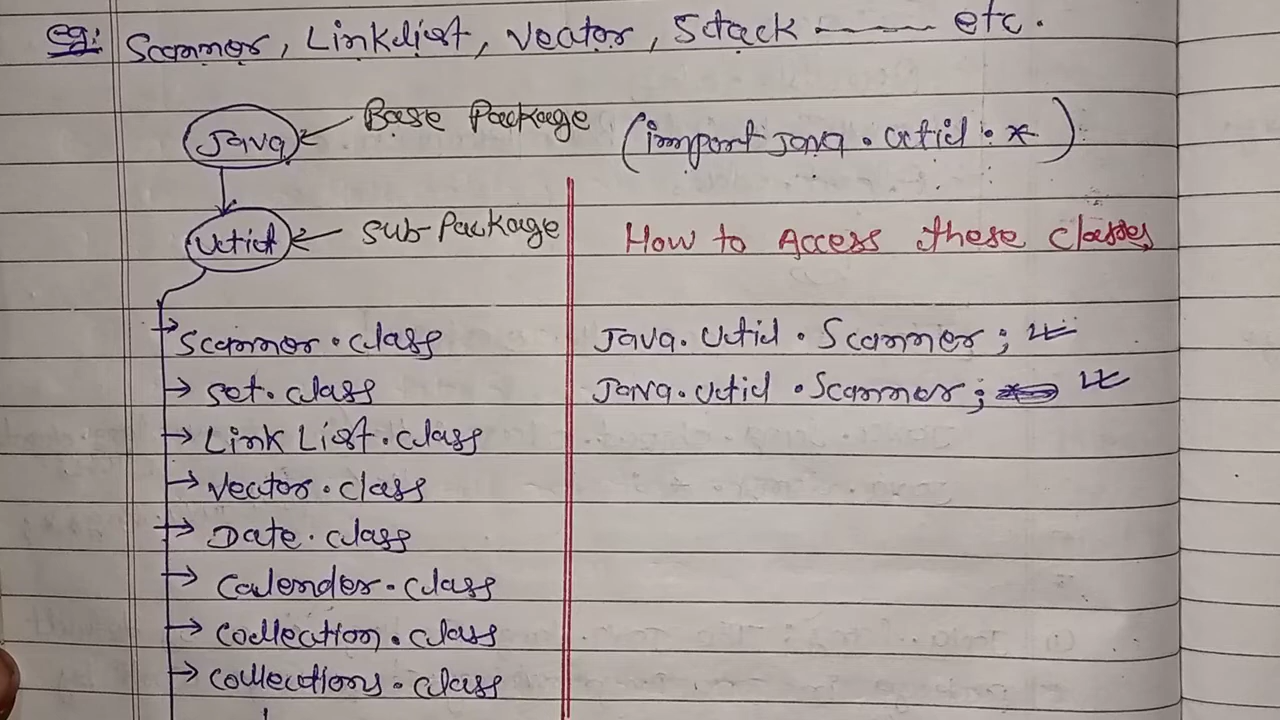 eg: Scanner, LinkdList, Vector, Stack ——— etc.
Java ← Base Package (import java.util.*)
Util ← Sub-Package
How to Access these classes
→ Scanner.class
Java.Util.Scanner;
→ Set.class
Java.Util.Scanner;
→ Link List.class
→ Vector.class
→ Date.class
→ Calender.class
→ Collection.class
→ Collections.class